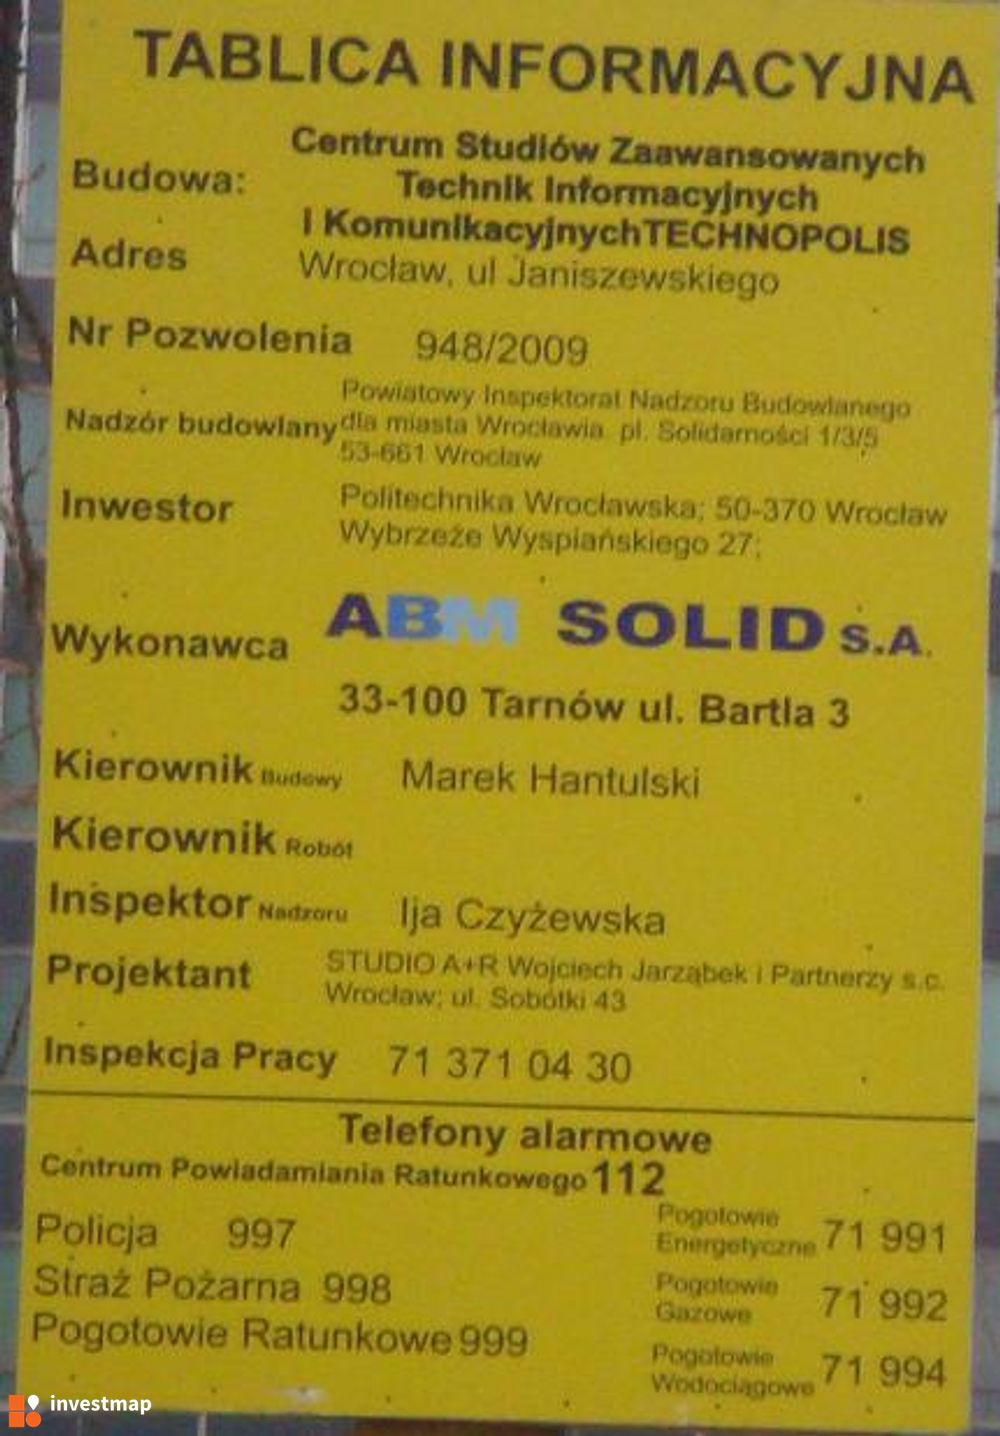 TABLICA INFORMACYJNA
Budowa: Centrum Studiów Zaawansowanych
Technik Informacyjnych
i Komunikacyjnych TECHNOPOLIS
Adres Wrocław, ul Janiszewskiego
Nr Pozwolenia 948/2009
Nadzór budowlany Powiatowy Inspektorat Nadzoru Budowlanego
dla miasta Wrocławia pl. Solidarności 1/3/5
53-661 Wrocław
Inwestor Politechnika Wrocławska; 50-370 Wrocław
Wybrzeże Wyspiańskiego 27;
Wykonawca ABM SOLID S.A.
33-100 Tarnów ul. Bartla 3
Kierownik Budowy Marek Hantulski
Kierownik Robót
Inspektor Nadzoru Ija Czyżewska
Projektant STUDIO A+R Wojciech Jarząbek i Partnerzy s.c.
Wrocław; ul. Sobótki 43
Inspekcja Pracy 71 371 04 30
Telefony alarmowe
Centrum Powiadamiania Ratunkowego 112
Policja 997
Straż Pożarna 998
Pogotowie Ratunkowe 999
Pogotowie
Energetyczne 71 991
Pogotowie
Gazowe 71 992
Pogotowie
Wodociągowe 71 994
investmap